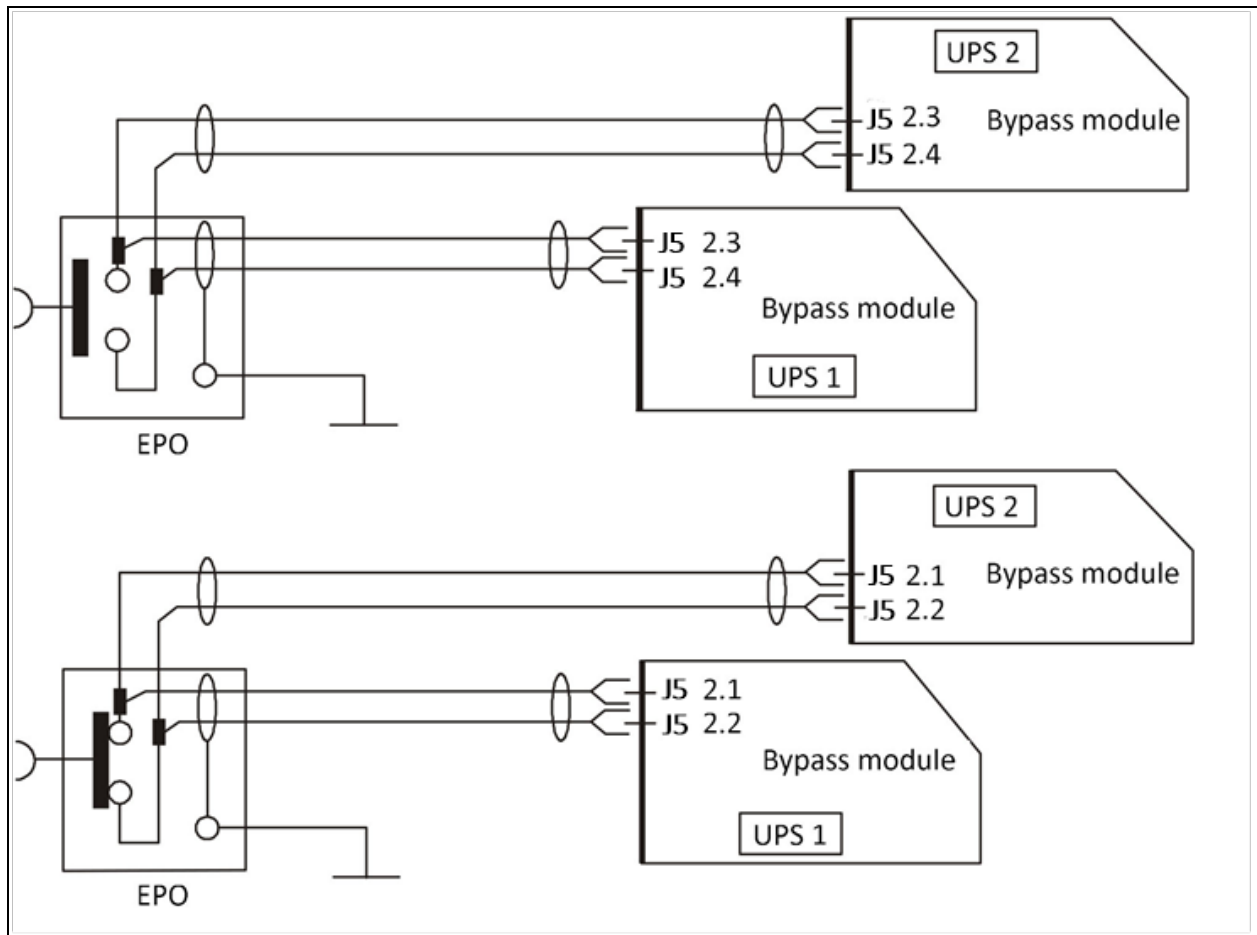 UPS 2
J5 2.3 Bypass module
J5 2.4
J5 2.3
J5 2.4
Bypass module
UPS 1
EPO
UPS 2
J5 2.1 Bypass module
J5 2.2
J5 2.1
J5 2.2
Bypass module
UPS 1
EPO